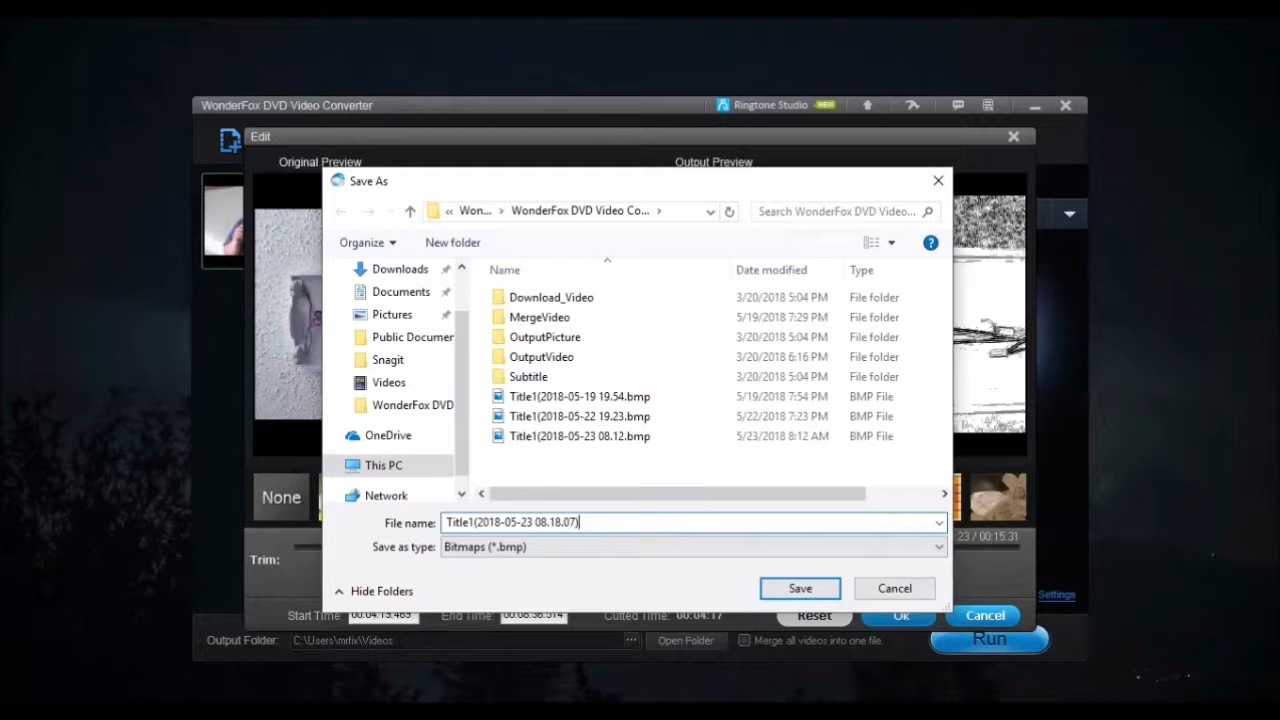 WonderFox DVD Video Converter
Ringtone Studio NEW
Edit
Original Preview
Output Preview
Save As
« Won... › WonderFox DVD Video Co... ›
Search WonderFox DVD Video...
Organize
New folder
?
Name
Date modified
Type
Downloads
Documents
Pictures
Public Documer
Snagit
Videos
WonderFox DVD
OneDrive
This PC
Network
Download_Video 3/20/2018 5:04 PM File folder
MergeVideo 5/19/2018 7:29 PM File folder
OutputPicture 3/20/2018 5:04 PM File folder
OutputVideo 3/20/2018 6:16 PM File folder
Subtitle 3/20/2018 5:04 PM File folder
Title1(2018-05-19 19.54.bmp 5/19/2018 7:54 PM BMP File
Title1(2018-05-22 19.23.bmp 5/22/2018 7:23 PM BMP File
Title1(2018-05-23 08.12.bmp 5/23/2018 8:12 AM BMP File
None
File name: Title1(2018-05-23 08.18.07)
Save as type: Bitmaps (*.bmp)
23 / 00:15:31
Trim:
Hide Folders
Save
Cancel
Settings
Start Time:
End Time:
Cutted Time: 00:04:17
Reset
Ok
Cancel
Output Folder: C:\Users\mrfix\Videos
...
Open Folder
Merge all videos into one file.
Run